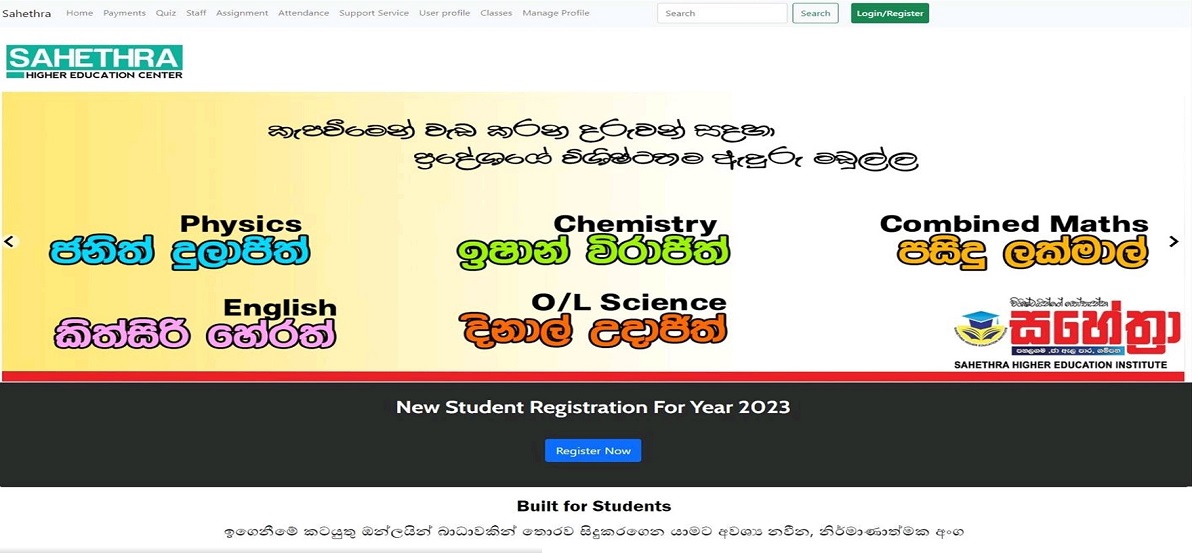 Sahethra Home Payments Quiz Staff Assignment Attendance Support Service User profile Classes Manage Profile Search Search Login/Register
SAHETHRA
HIGHER EDUCATION CENTER
කැපවීමෙන් වැඩ කරන දරුවන් සදහා
ප්‍රදේශයේ විශිෂ්ටතම ඇදුරු මඬුල්ල
Physics
ජනිත් දුලාජිත්
Chemistry
ඉෂාන් විරාජිත්
Combined Maths
පසිදු ලක්මාල්
English
කිත්සිරි හේරත්
O/L Science
දිනාල් උදාජිත්
සහේත්‍රා
SAHETHRA HIGHER EDUCATION INSTITUTE
New Student Registration For Year 2023
Register Now
Built for Students
ඉගෙනීමේ කටයුතු ඔන්ලයින් බාධාවකින් තොරව සිදුකරගෙන යාමට අවශ්‍ය නවීන, නිර්මාණාත්මක අංග